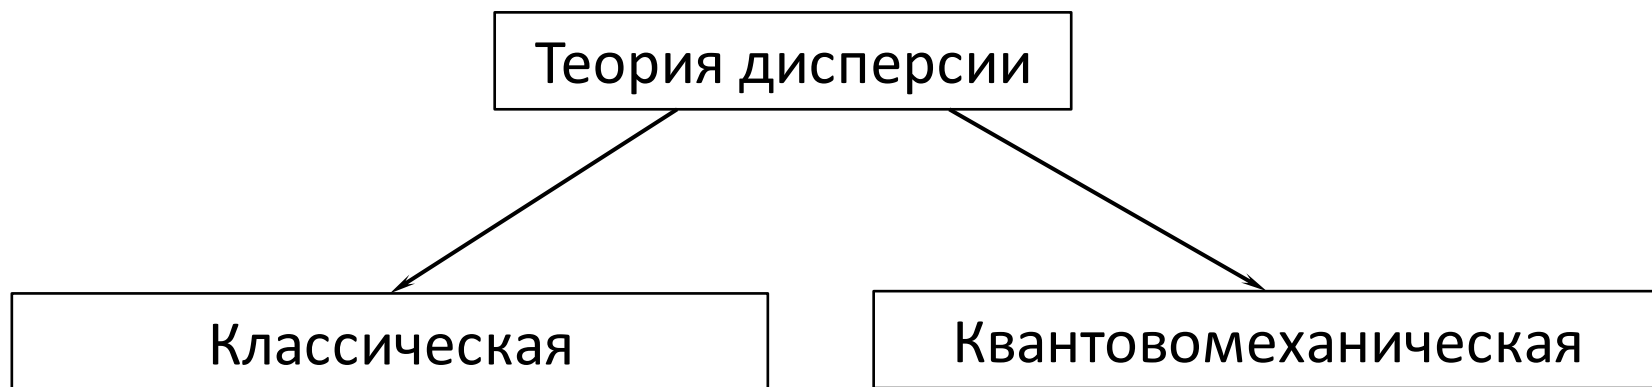 Теория дисперсии
Классическая
Квантовомеханическая